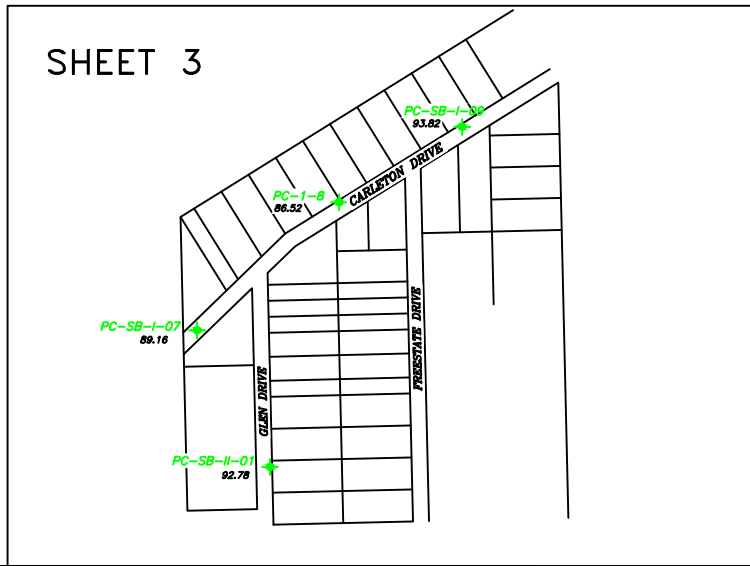 SHEET 3
PC-SB-I-09
93.82
CARLETON DRIVE
PC-1-8
86.52
PC-SB-I-07
89.16
FREESTATE DRIVE
GLEN DRIVE
PC-SB-II-01
92.78